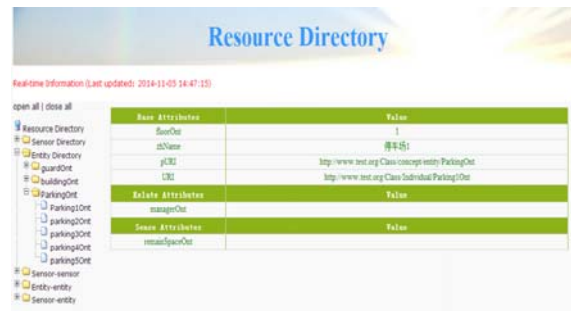 Resource Directory
Real-time Information (Last updated: 2014-11-05 14:47:15)
open all | close all
Resource Directory
Sensor Directory
Entity Directory
guardOnt
buildingOnt
ParkingOnt
Parking1Ont
parking2Ont
parking3Ont
parking4Ont
parking5Ont
Sensor-sensor
Entity-entity
Sensor-entity
Base Attributes Value
floorOnt 1
zhName 停车场1
pURI http://www.test.org/Class/concept/entity/ParkingOnt
URI http://www.test.org/Class/Individual/Parking1Ont
Relate Attributes Value
managerOnt
Sense Attributes Value
remainSpaceOnt